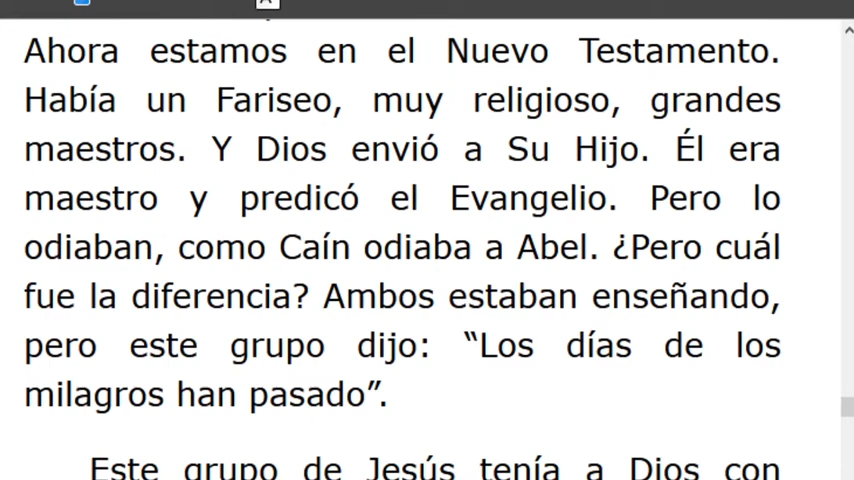 Ahora estamos en el Nuevo Testamento.
Había un Fariseo, muy religioso, grandes
maestros. Y Dios envió a Su Hijo. Él era
maestro y predicó el Evangelio. Pero lo
odiaban, como Caín odiaba a Abel. ¿Pero cuál
fue la diferencia? Ambos estaban enseñando,
pero este grupo dijo: “Los días de los
milagros han pasado”.
Este grupo de Jesús tenía a Dios con